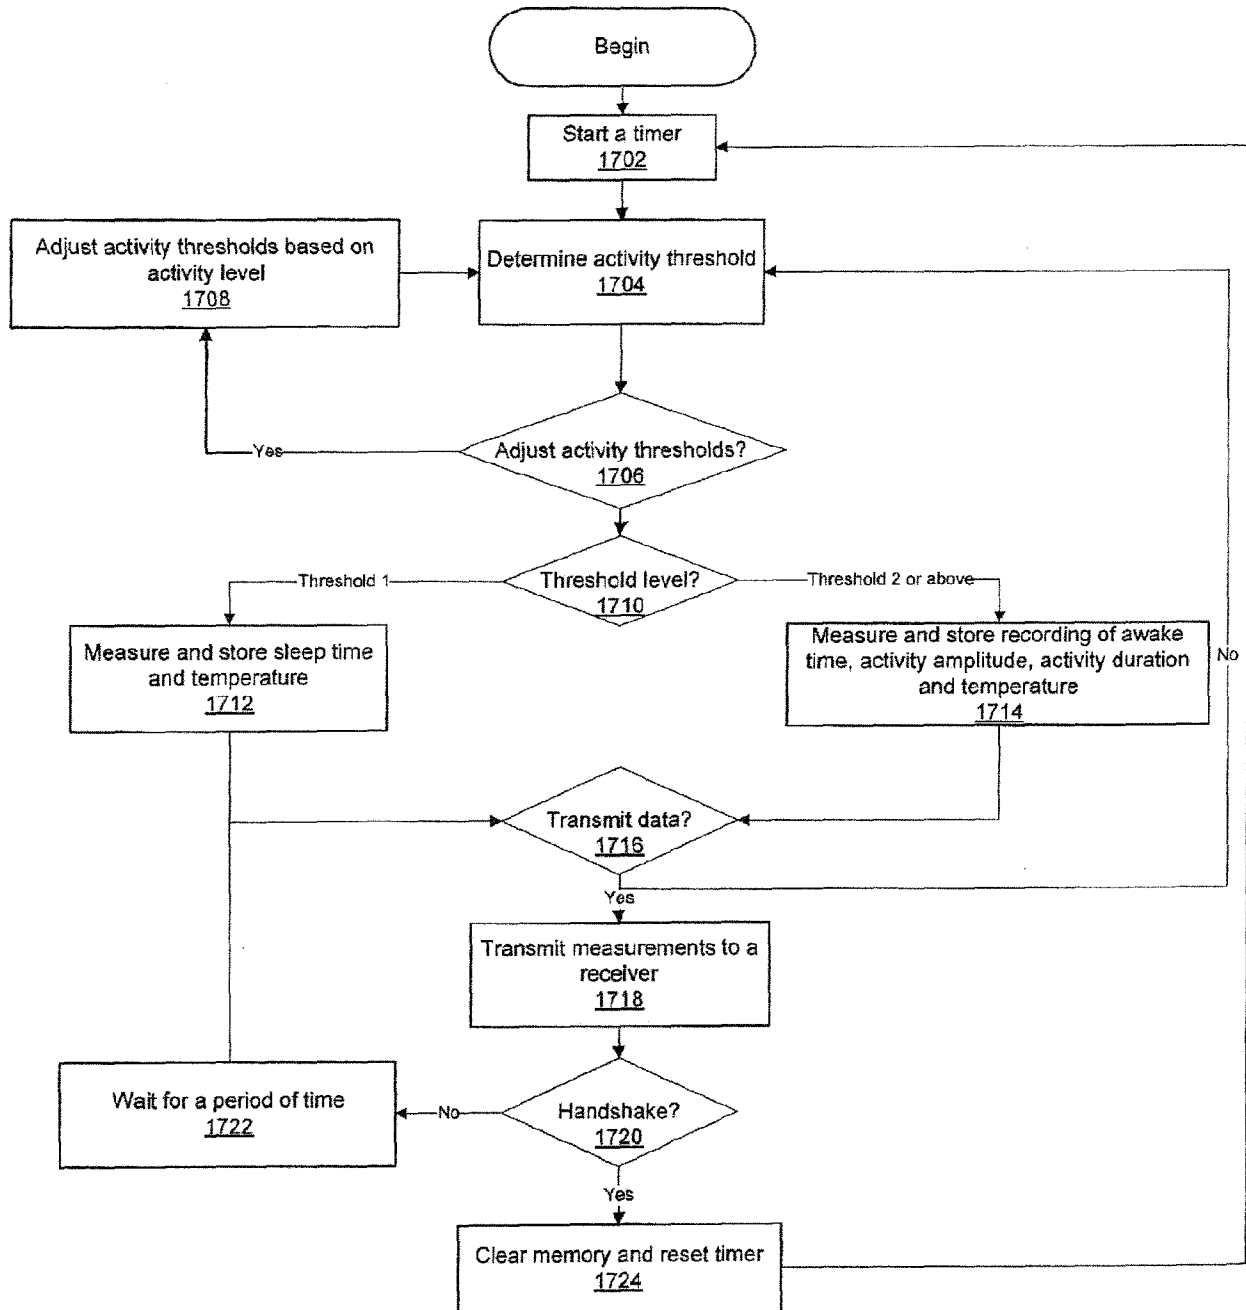 Begin
Start a timer
1702
Adjust activity thresholds based on
activity level
1708
Determine activity threshold
1704
Yes
Adjust activity thresholds?
1706
Threshold 1
Threshold level?
1710
Threshold 2 or above
Measure and store sleep time
and temperature
1712
Measure and store recording of awake
time, activity amplitude, activity duration
and temperature
1714
No
Transmit data?
1716
Yes
Transmit measurements to a
receiver
1718
Wait for a period of time
1722
No
Handshake?
1720
Yes
Clear memory and reset timer
1724